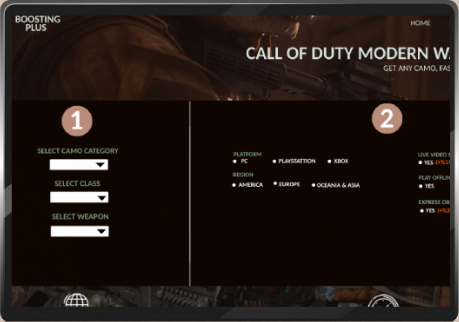 BOOSTING
PLUS
HOME
CALL OF DUTY MODERN W
GET ANY CAMO, FAS
1
2
SELECT CAMO CATEGORY
SELECT CLASS
SELECT WEAPON
PLATFORM
PC PLAYSTATTION XBOX
REGION
AMERICA EUROPE OCEANIA & ASIA
LIVE VIDEO
YES
PLAY OFFLIN
YES
EXPRESS OR
YES